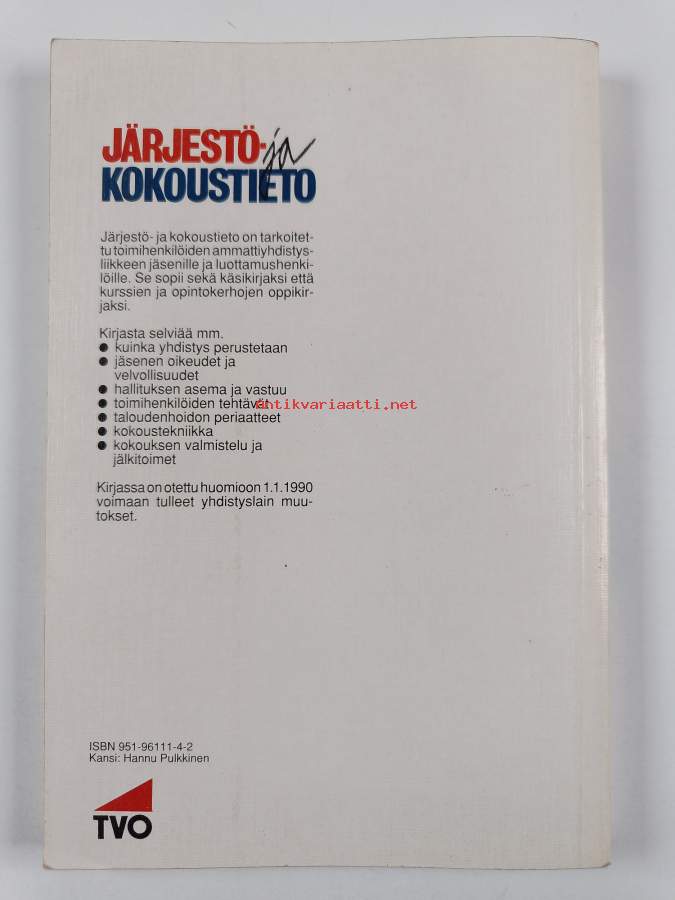 JÄRJESTÖ- ja
KOKOUSTIETO
Järjestö- ja kokoustieto on tarkoitet-
tu toimihenkilöiden ammattiyhdistys-
liikkeen jäsenille ja luottamushenki-
löille. Se sopii sekä käsikirjaksi että
kurssien ja opintokerhojen oppikir-
jaksi.
Kirjasta selviää mm.
● kuinka yhdistys perustetaan
● jäsenen oikeudet ja
velvollisuudet
● hallituksen asema ja vastuu
● toimihenkilöiden tehtävät
antikvariaatti.net
● taloudenhoidon periaatteet
● kokoustekniikka
● kokouksen valmistelu ja
jälkitoimet
Kirjassa on otettu huomioon 1.1.1990
voimaan tulleet yhdistyslain muu-
tokset.
ISBN 951-96111-4-2
Kansi: Hannu Pulkkinen
TVO